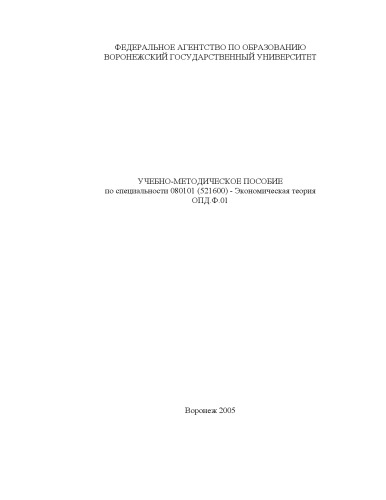 ФЕДЕРАЛЬНОЕ АГЕНТСТВО ПО ОБРАЗОВАНИЮ
ВОРОНЕЖСКИЙ ГОСУДАРСТВЕННЫЙ УНИВЕРСИТЕТ
УЧЕБНО-МЕТОДИЧЕСКОЕ ПОСОБИЕ
по специальности 080101 (521600) - Экономическая теория
ОПД.Ф.01
Воронеж 2005